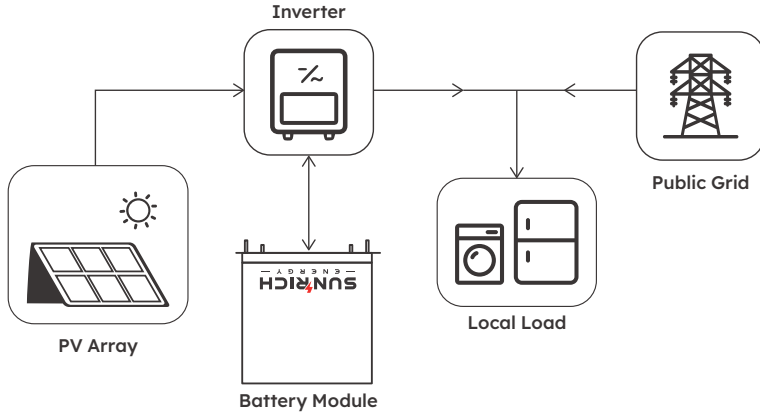 Inverter
Public Grid
SUNRICH
— ENERGY —
Local Load
PV Array
Battery Module